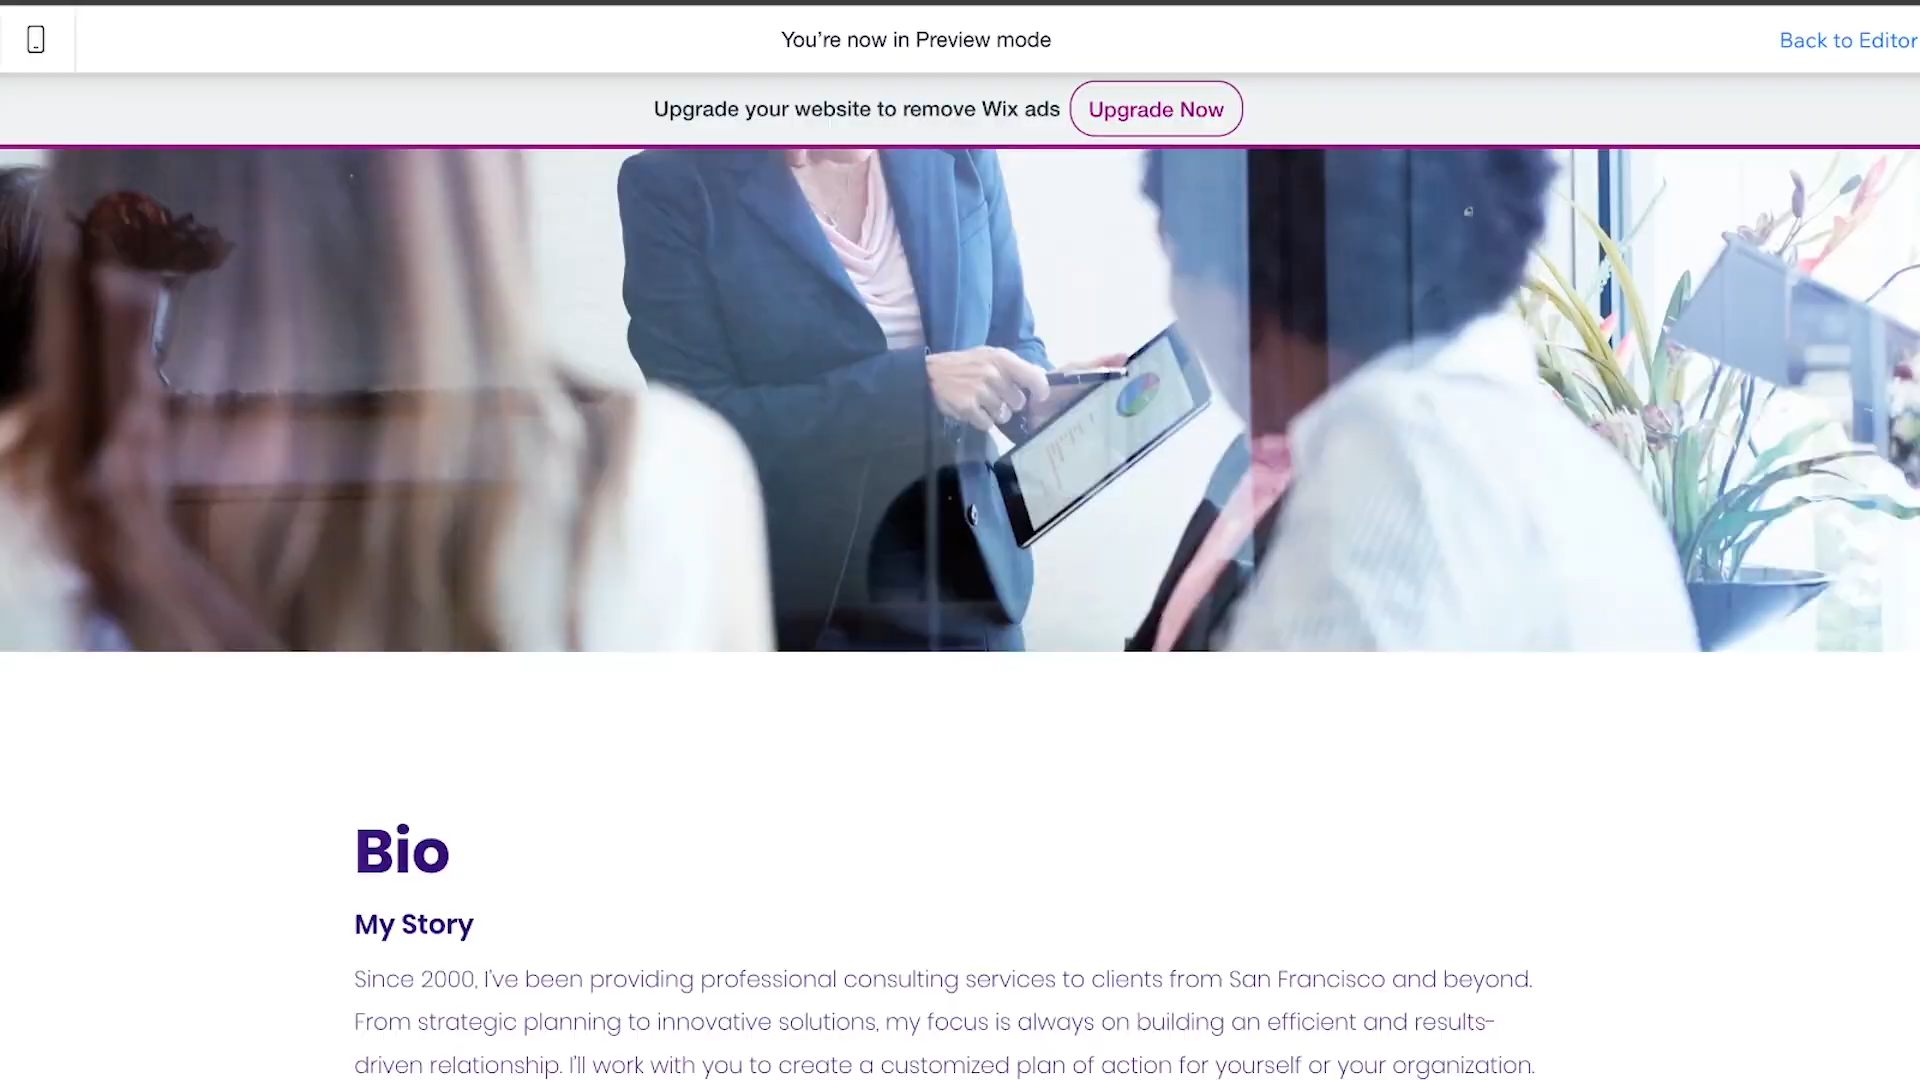 You’re now in Preview mode
Back to Editor
Upgrade your website to remove Wix ads
Upgrade Now
Bio
My Story
Since 2000, I’ve been providing professional consulting services to clients from San Francisco and beyond.
From strategic planning to innovative solutions, my focus is always on building an efficient and results-
driven relationship. I’ll work with you to create a customized plan of action for yourself or your organization.